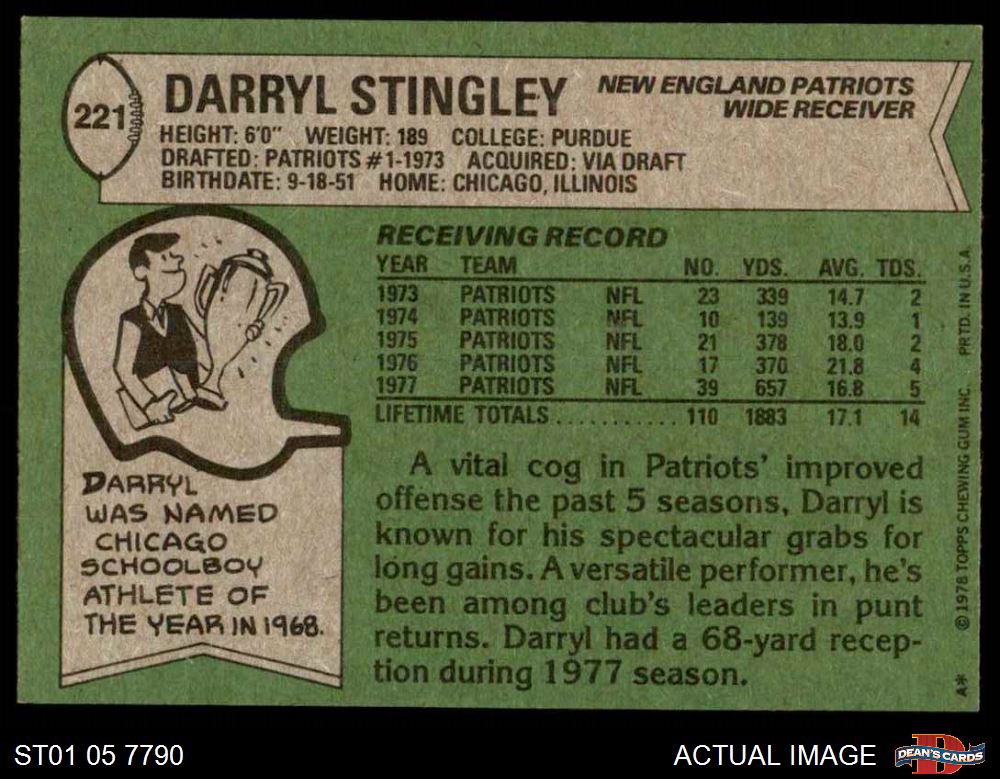 221
DARRYL STINGLEY
NEW ENGLAND PATRIOTS
WIDE RECEIVER
HEIGHT: 6'0" WEIGHT: 189 COLLEGE: PURDUE
DRAFTED: PATRIOTS #1-1973 ACQUIRED: VIA DRAFT
BIRTHDATE: 9-18-51 HOME: CHICAGO, ILLINOIS
RECEIVING RECORD
YEAR TEAM NO. YDS. AVG. TDS.
1973 PATRIOTS NFL 23 339 14.7 2
1974 PATRIOTS NFL 10 139 13.9 1
1975 PATRIOTS NFL 21 378 18.0 2
1976 PATRIOTS NFL 17 370 21.8 4
1977 PATRIOTS NFL 39 657 16.8 5
LIFETIME TOTALS........... 110 1883 17.1 14
A vital cog in Patriots' improved
offense the past 5 seasons, Darryl is
known for his spectacular grabs for
long gains. A versatile performer, he's
been among club's leaders in punt
returns. Darryl had a 68-yard recep-
tion during 1977 season.
DARRYL
WAS NAMED
CHICAGO
SCHOOLBOY
ATHLETE OF
THE YEAR IN 1968.
A* © 1978 TOPPS CHEWING GUM INC. PRTD. IN U.S.A.
ST01 05 7790
ACTUAL IMAGE
D
DEAN'S CARDS